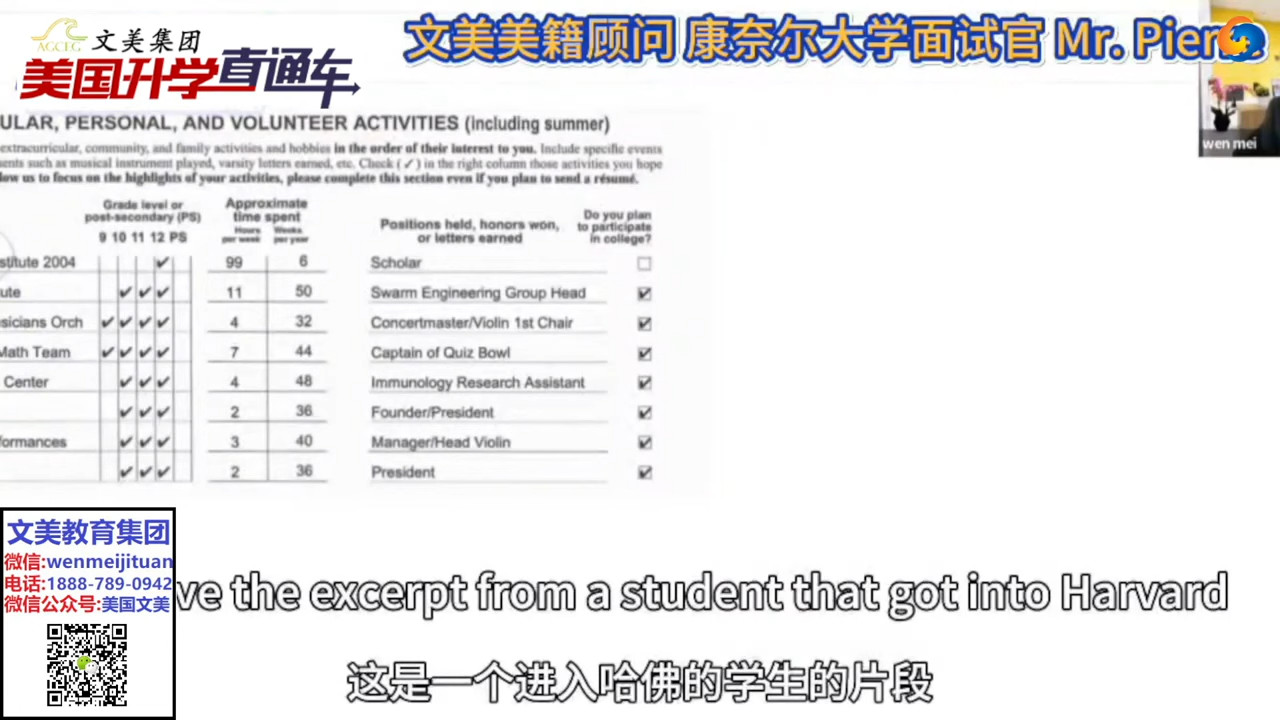 AGCEG 文美集团
美国升学直通车
文美美籍顾问 康奈尔大学面试官 Mr. Pier
wen mei
ULAR, PERSONAL, AND VOLUNTEER ACTIVITIES (including summer)
extracurricular, community, and family activities and hobbies in the order of their interest to you. Include specific events
ents such as musical instrument played, varsity letters earned, etc. Check (✓) in the right column those activities you hope
low us to focus on the highlights of your activities, please complete this section even if you plan to send a résumé.
Grade level or post-secondary (PS)
Approximate time spent
Positions held, honors won, or letters earned
Do you plan to participate in college?
9 10 11 12 PS
Hours per week
Weeks per year
stitute 2004 ✓ 99 6 Scholar
ute ✓ ✓ ✓ 11 50 Swarm Engineering Group Head ✓
sicians Orch ✓ ✓ ✓ ✓ 4 32 Concertmaster/Violin 1st Chair ✓
Math Team ✓ ✓ ✓ ✓ 7 44 Captain of Quiz Bowl ✓
Center ✓ ✓ ✓ 4 48 Immunology Research Assistant ✓
✓ ✓ ✓ 2 36 Founder/President ✓
formances ✓ ✓ ✓ 3 40 Manager/Head Violin ✓
✓ ✓ ✓ 2 36 President ✓
文美教育集团
微信:wenmeijituan
电话:1888-789-0942
微信公众号:美国文美
ve the excerpt from a student that got into Harvard
这是一个进入哈佛的学生的片段